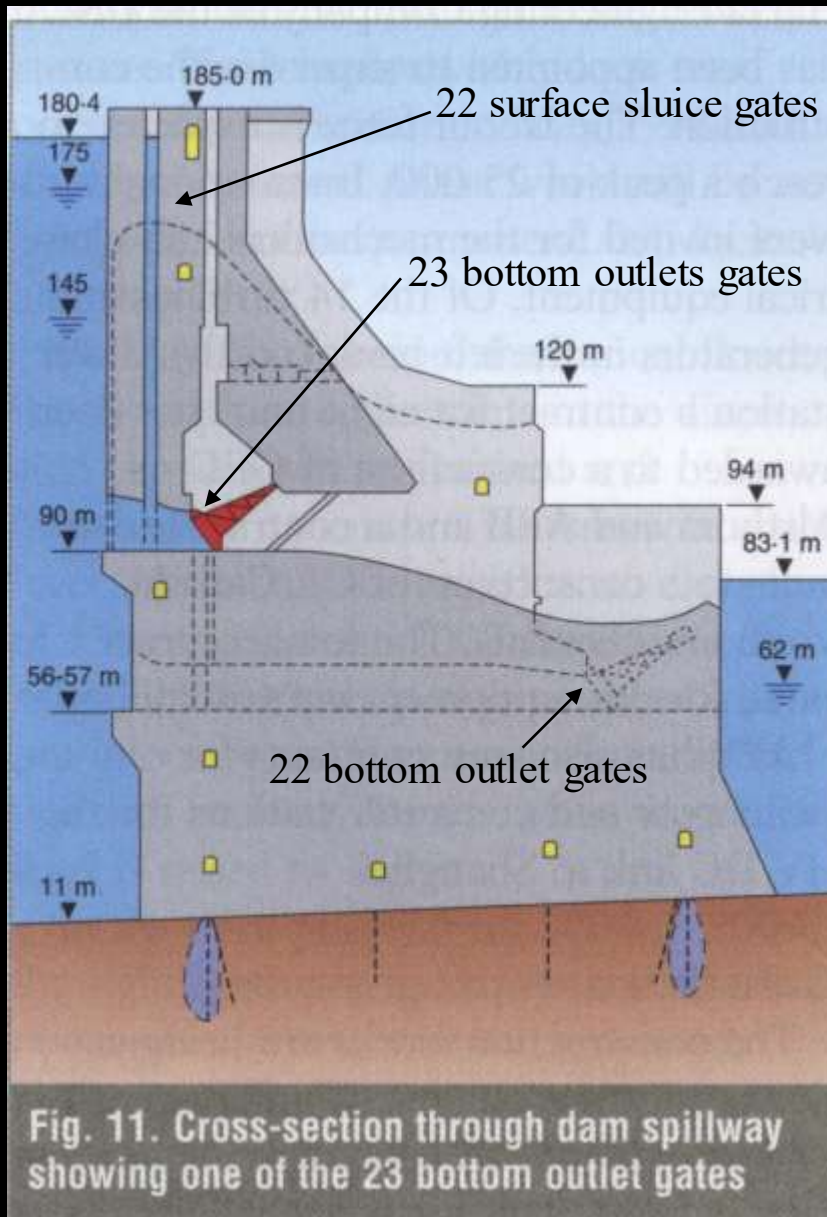 185·0 m
180·4
22 surface sluice gates
175
23 bottom outlets gates
145
120 m
94 m
90 m
83·1 m
62 m
56-57 m
22 bottom outlet gates
11 m
Fig. 11. Cross-section through dam spillway
showing one of the 23 bottom outlet gates